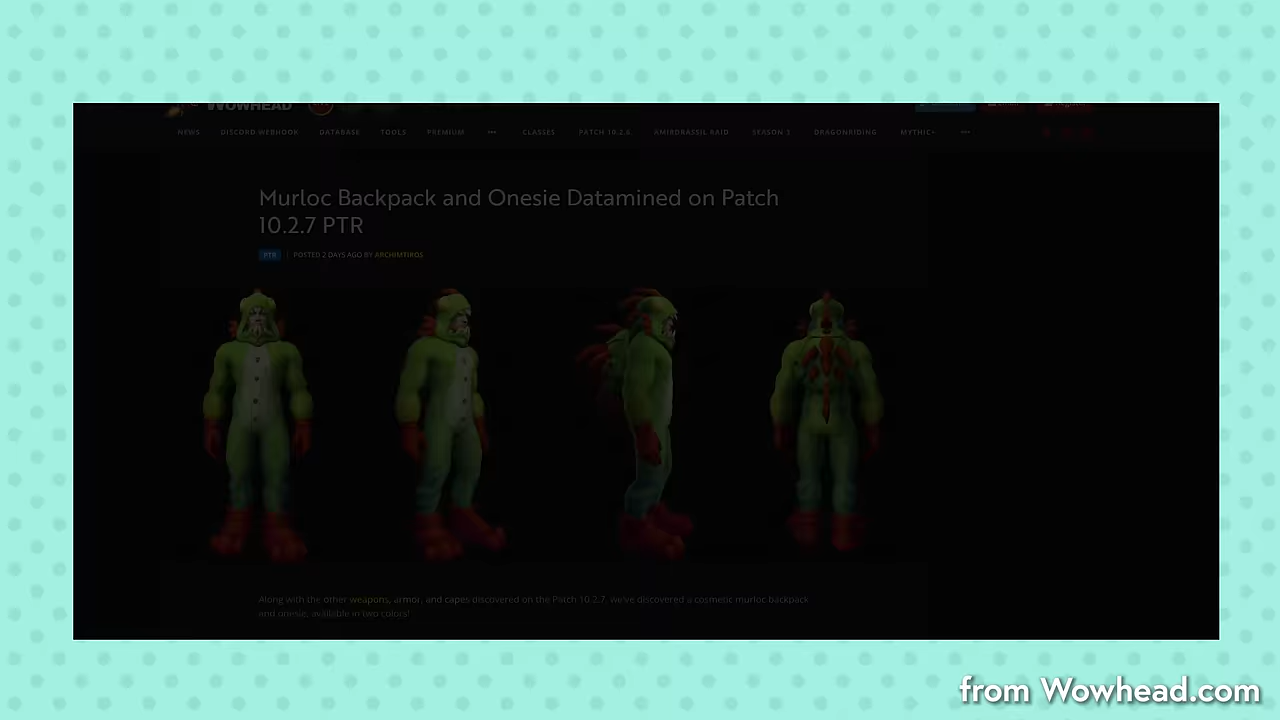 WOWHEAD
NEWS DISCORD WEBHOOK DATABASE TOOLS PREMIUM ••• CLASSES PATCH 10.2.6 AMIRDRASSIL RAID SEASON 3 DRAGONRIDING MYTHIC+ •••
Murloc Backpack and Onesie Datamined on Patch
10.2.7 PTR
PTR | POSTED 2 DAYS AGO BY ARCHIMTIROS
Along with the other weapons, armor, and capes discovered on the Patch 10.2.7, we've discovered a cosmetic murloc backpack
and onesie, available in two colors!
from Wowhead.com